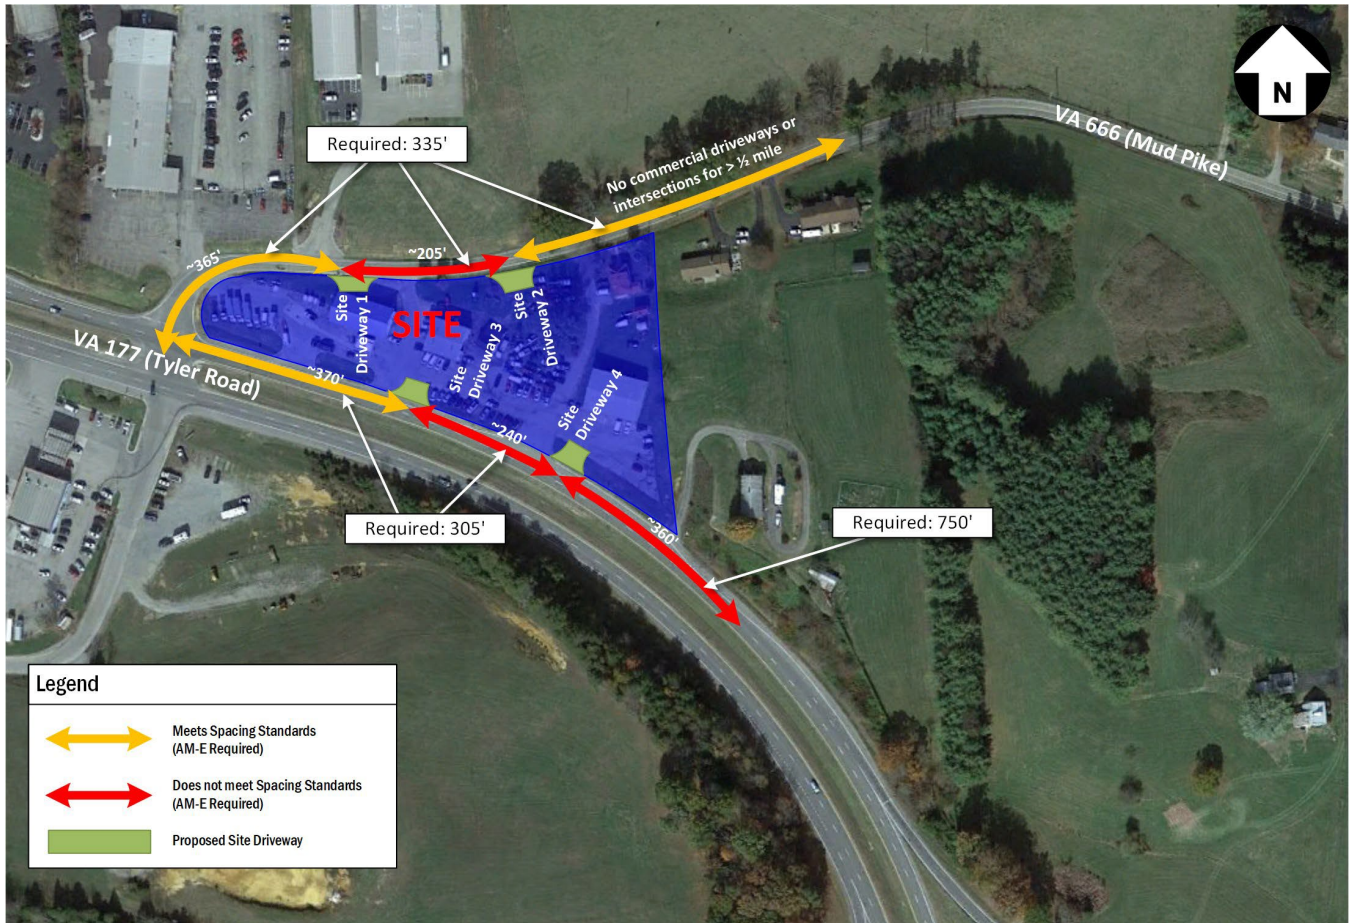 N
VA 666 (Mud Pike)
Required: 335'
No commercial driveways or
intersections for > ½ mile
~365'
~205'
Site
Driveway 1
SITE
Site
Driveway 2
Site
Driveway 3
Site
Driveway 4
VA 177 (Tyler Road)
~370'
~240'
~360'
Required: 305'
Required: 750'
Legend
Meets Spacing Standards
(AM-E Required)
Does not meet Spacing Standards
(AM-E Required)
Proposed Site Driveway